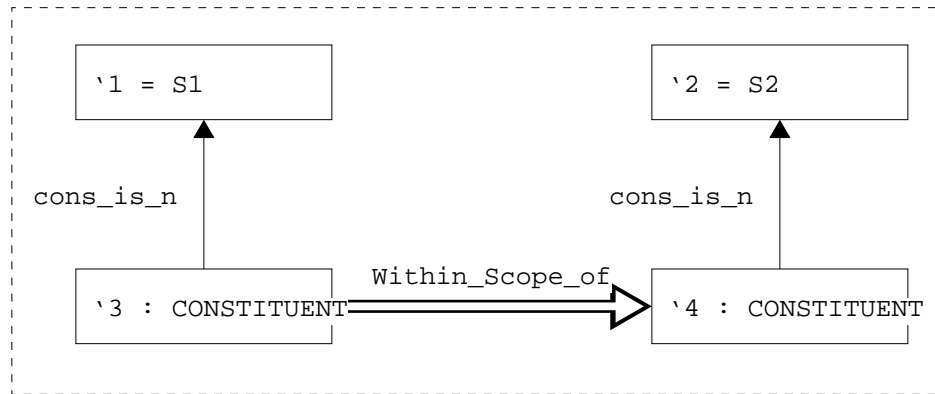 ‵1 = S1
‵2 = S2
cons_is_n
cons_is_n
Within_Scope_of
‵3 : CONSTITUENT
‵4 : CONSTITUENT